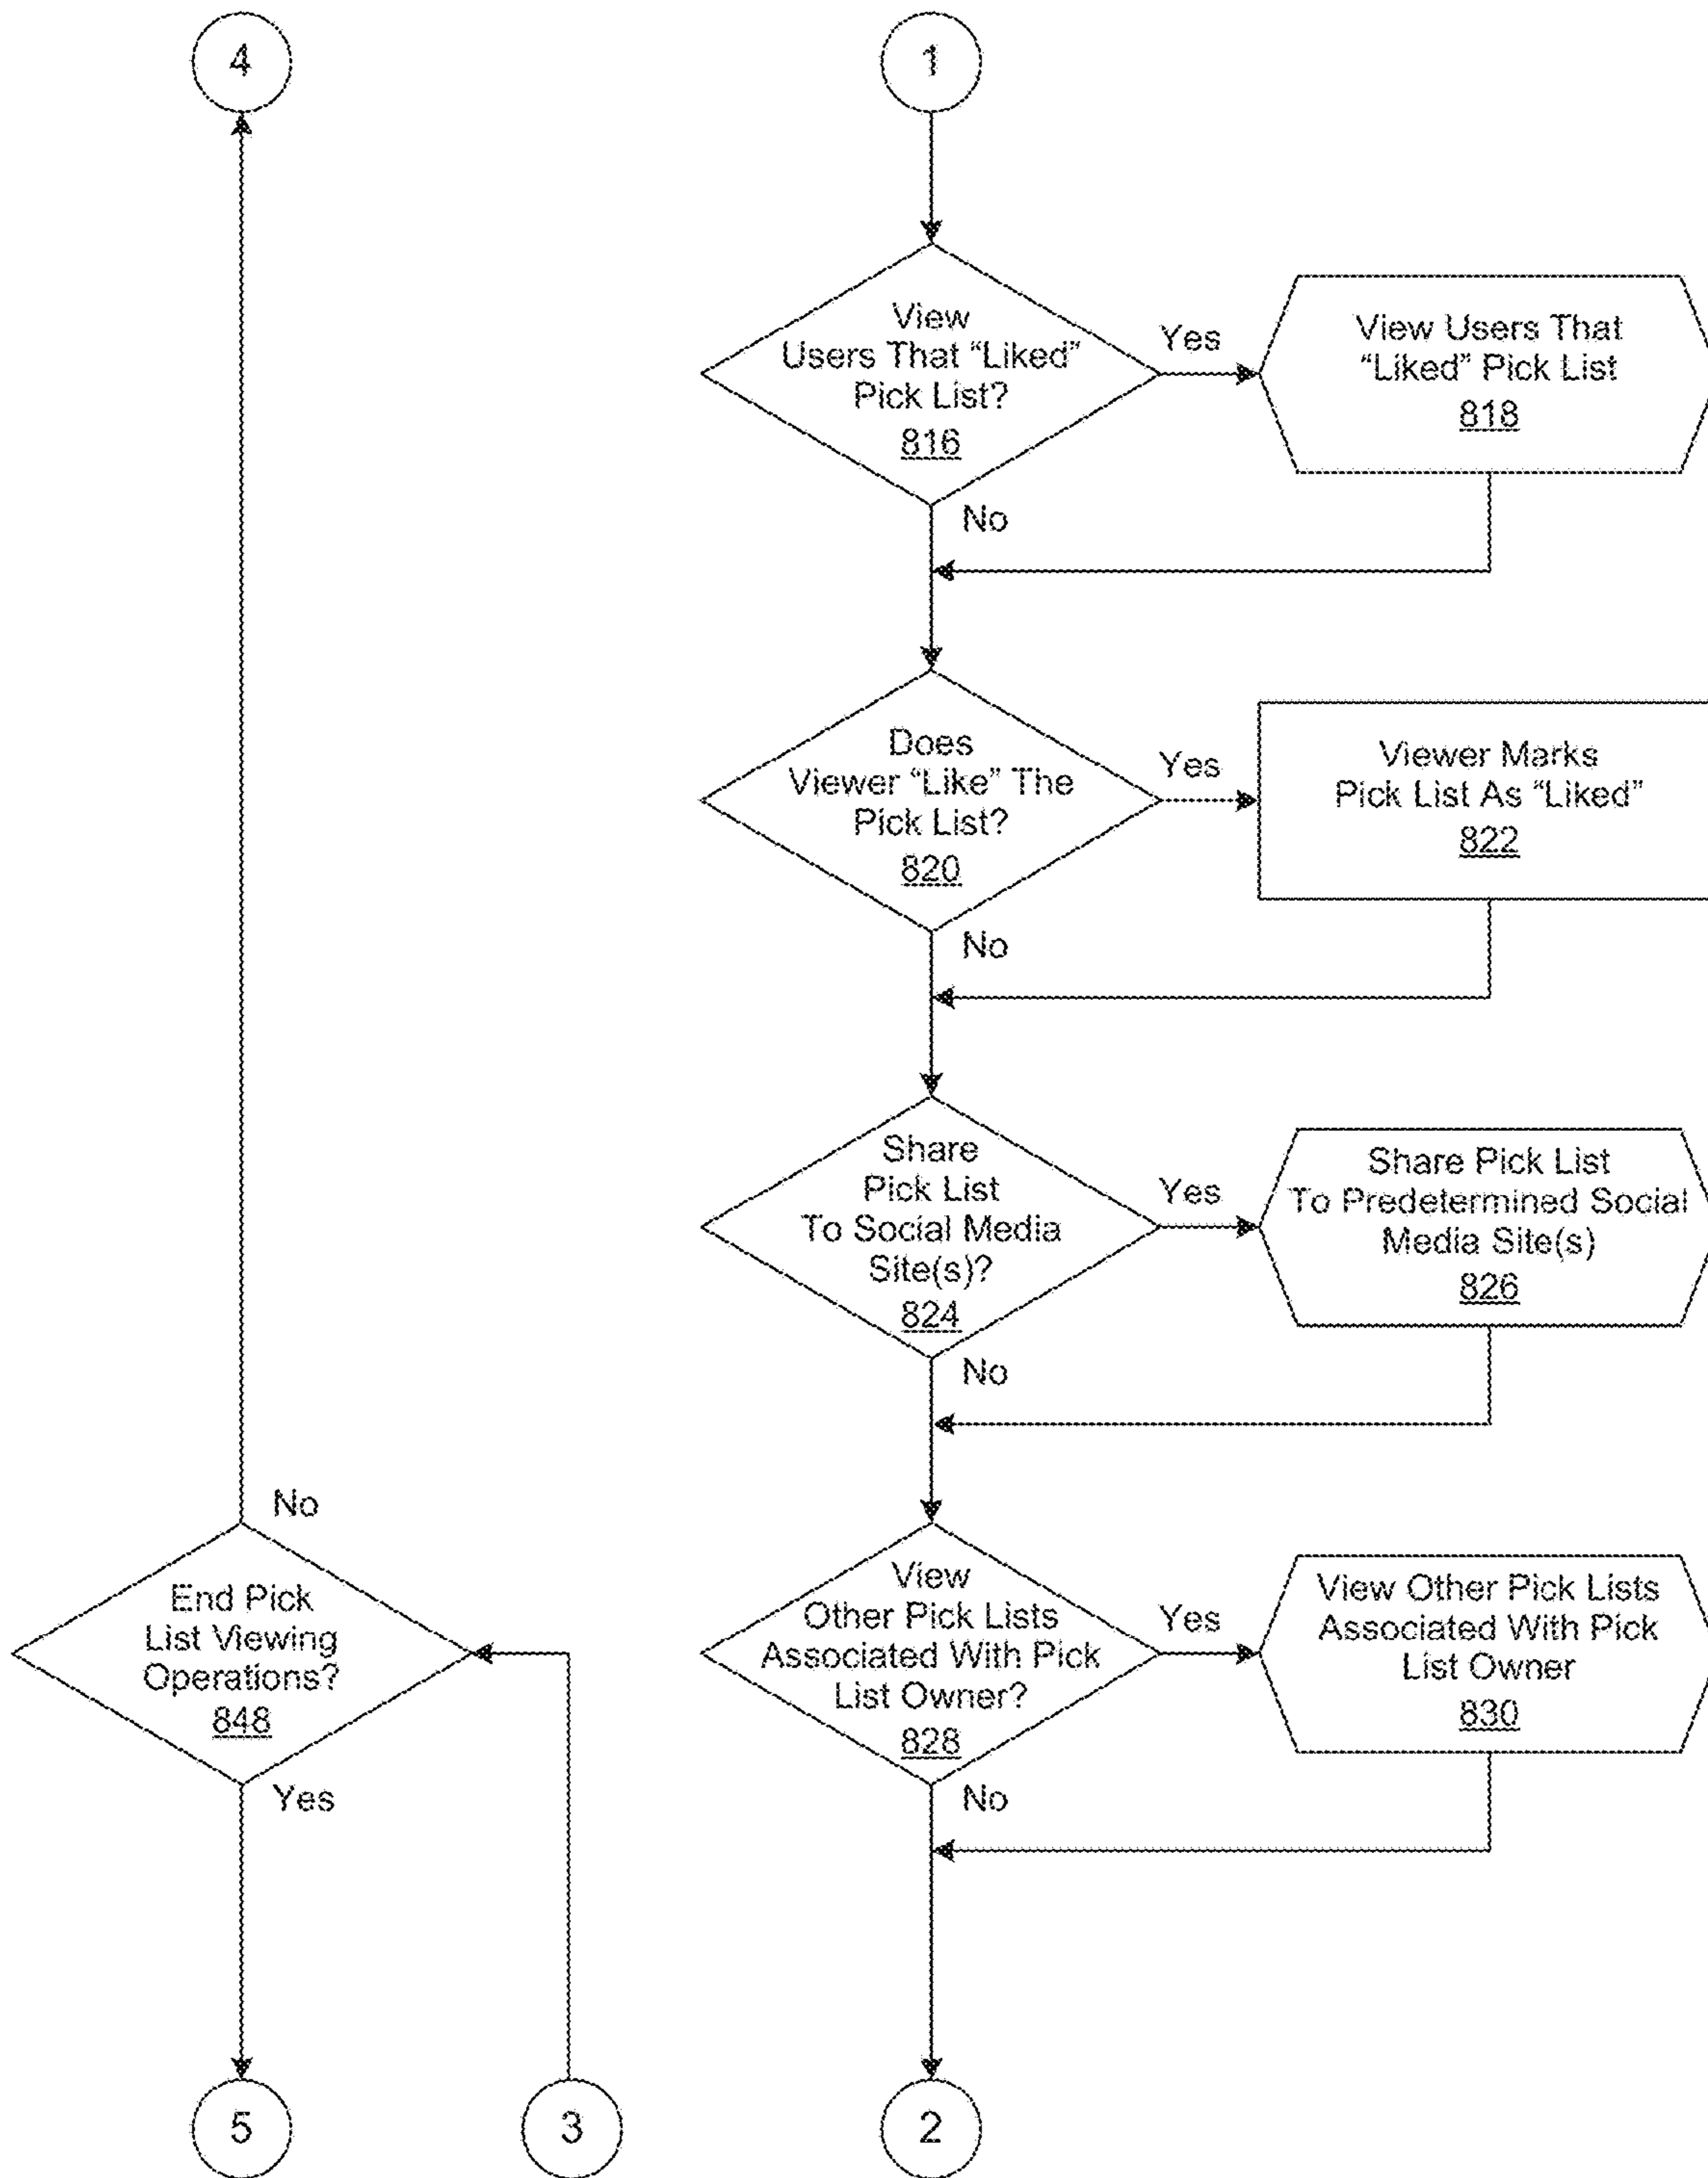 4
1
View
Users That “Liked”
Pick List?
816
Yes
View Users That
“Liked” Pick List
818
No
Does
Viewer “Like” The
Pick List?
820
Yes
Viewer Marks
Pick List As “Liked”
822
No
Share
Pick List
To Social Media
Site(s)?
824
Yes
Share Pick List
To Predetermined Social
Media Site(s)
826
No
No
End Pick
List Viewing
Operations?
848
Yes
View
Other Pick Lists
Associated With Pick
List Owner?
828
Yes
View Other Pick Lists
Associated With Pick
List Owner
830
No
5
3
2